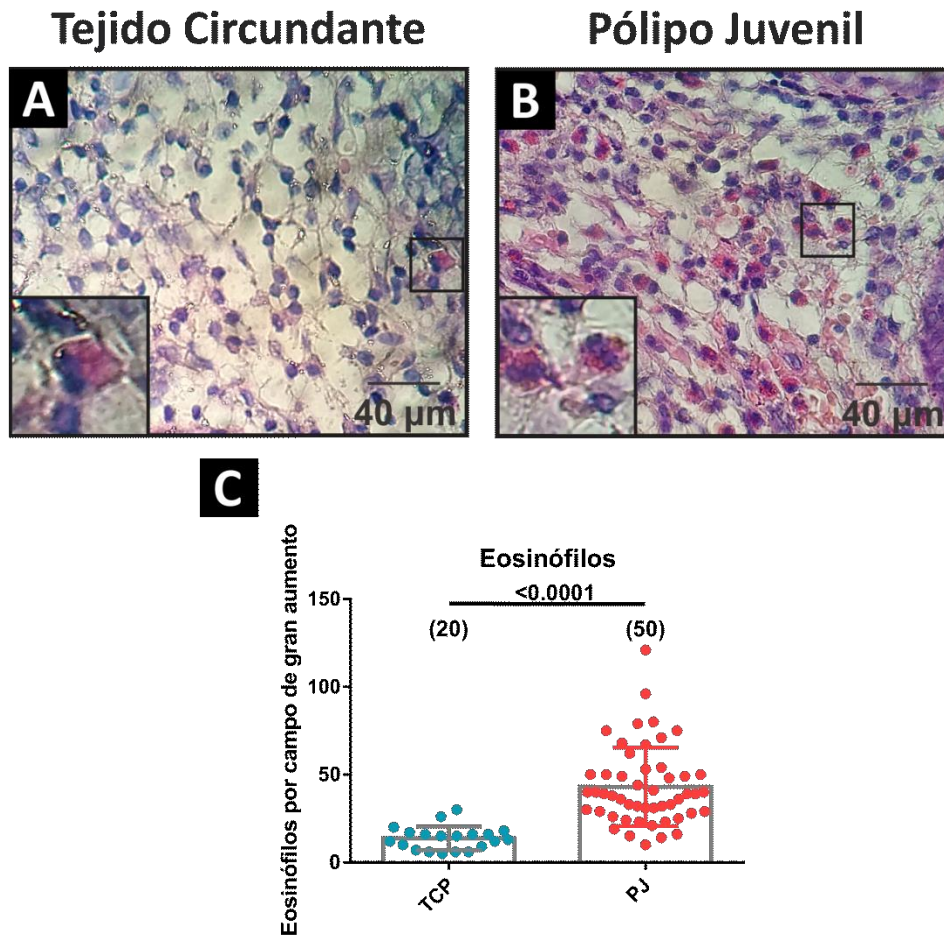 Tejido Circundante
Pólipo Juvenil
A
B
40 µm
40 µm
C
Eosinófilos
<0.0001
Eosinófilos por campo de gran aumento
150
(20)
(50)
100
50
0
TCP
PJ